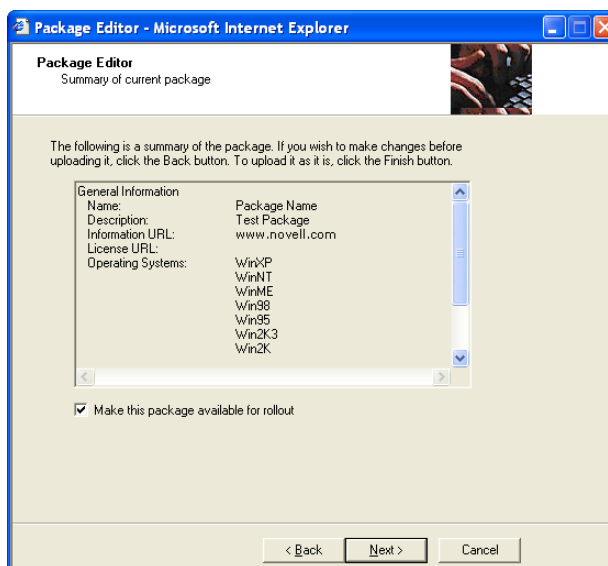 Package Editor - Microsoft Internet Explorer
Package Editor
Summary of current package
The following is a summary of the package. If you wish to make changes before
uploading it, click the Back button. To upload it as it is, click the Finish button.
General Information
Name: Package Name
Description: Test Package
Information URL: www.novell.com
License URL:
Operating Systems: WinXP
WinNT
WinME
Win98
Win95
Win2K3
Win2K
Make this package available for rollout
< Back Next > Cancel